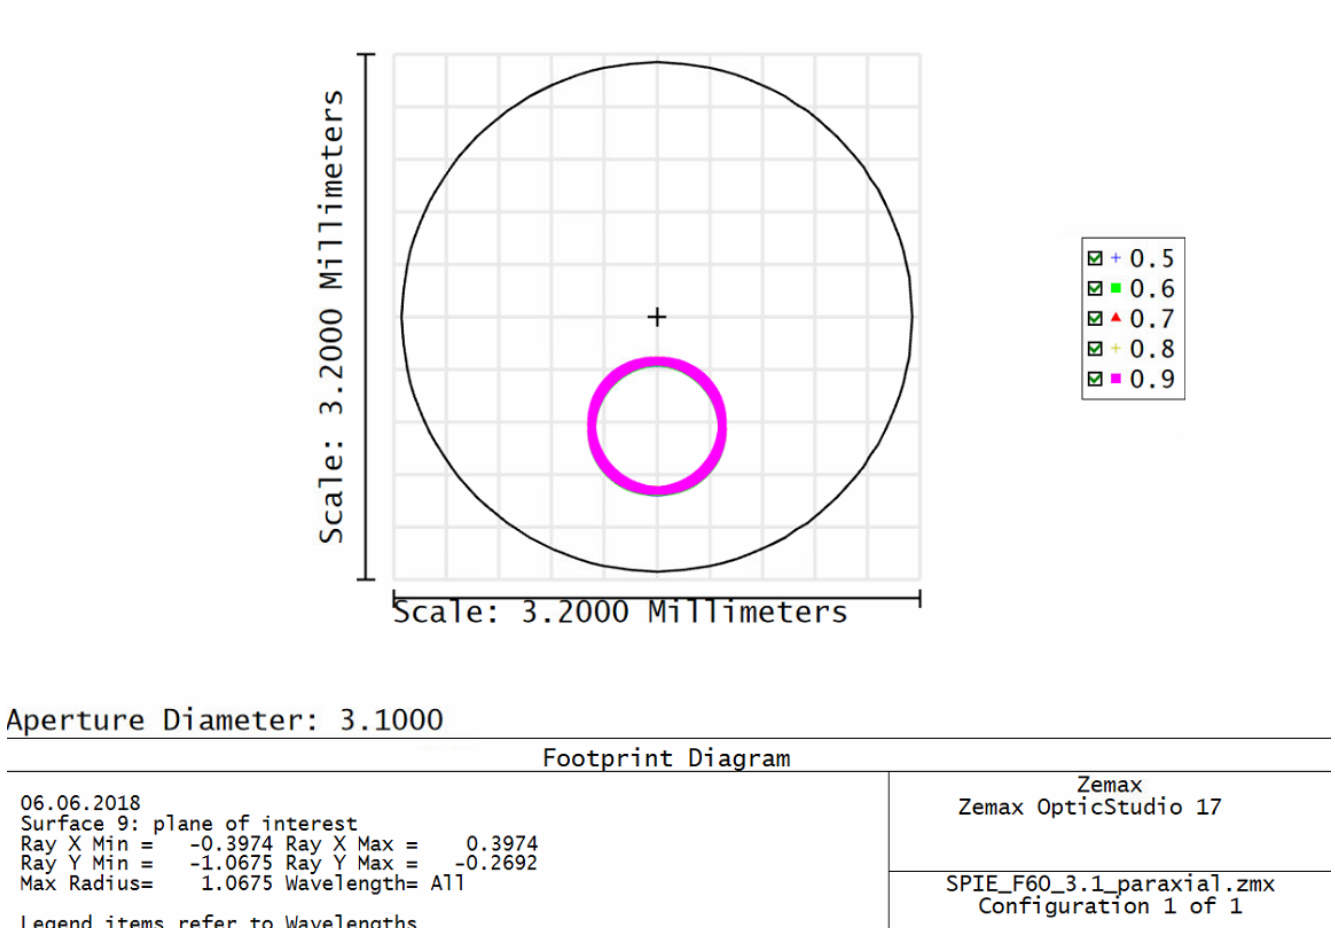 Scale: 3.2000 Millimeters
0.5
0.6
0.7
0.8
0.9
Scale: 3.2000 Millimeters
Aperture Diameter: 3.1000
Footprint Diagram
06.06.2018
Surface 9: plane of interest
Ray X Min = -0.3974 Ray X Max = 0.3974
Ray Y Min = -1.0675 Ray Y Max = -0.2692
Max Radius= 1.0675 Wavelength= All
Legend items refer to Wavelengths
Zemax
Zemax OpticStudio 17
SPIE_F60_3.1_paraxial.zmx
Configuration 1 of 1